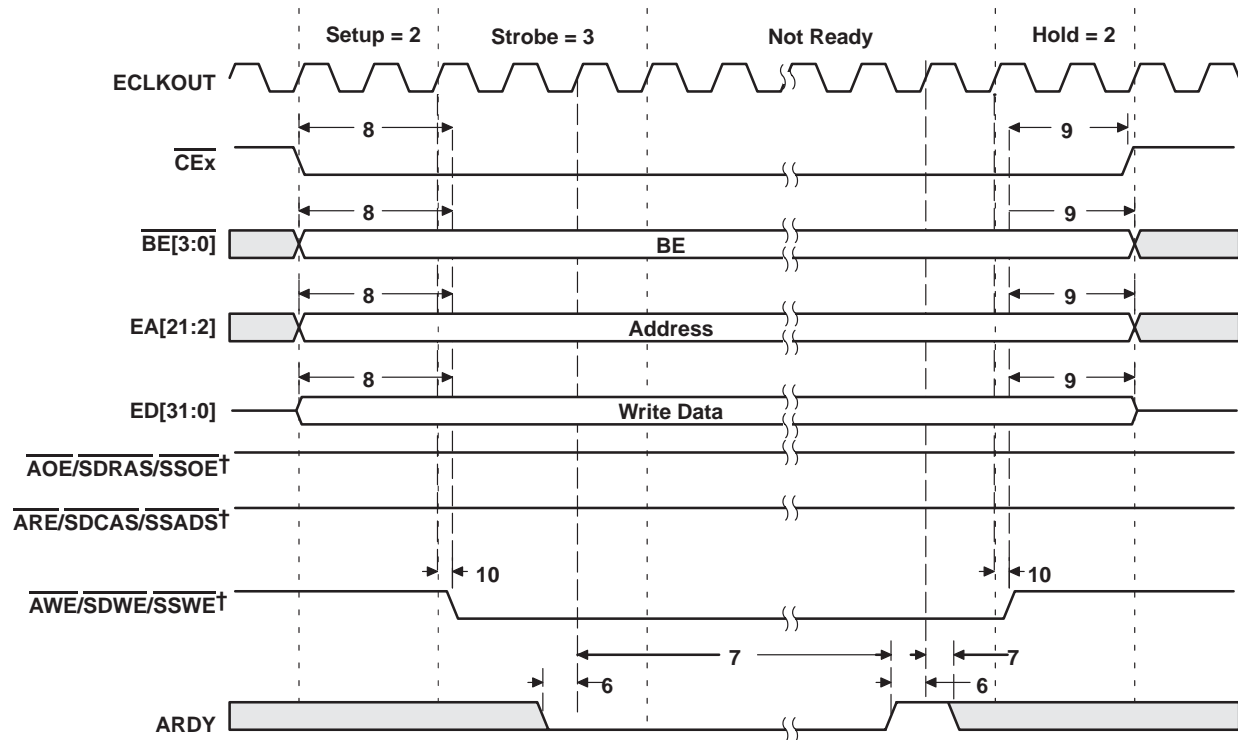 Setup = 2 Strobe = 3 Not Ready Hold = 2
ECLKOUT
8 9
CEx
8 9
BE[3:0] BE
8 9
EA[21:2] Address
8 9
ED[31:0] Write Data
AOE/SDRAS/SSOE†
ARE/SDCAS/SSADS†
10 10
AWE/SDWE/SSWE†
7 7
6 6
ARDY